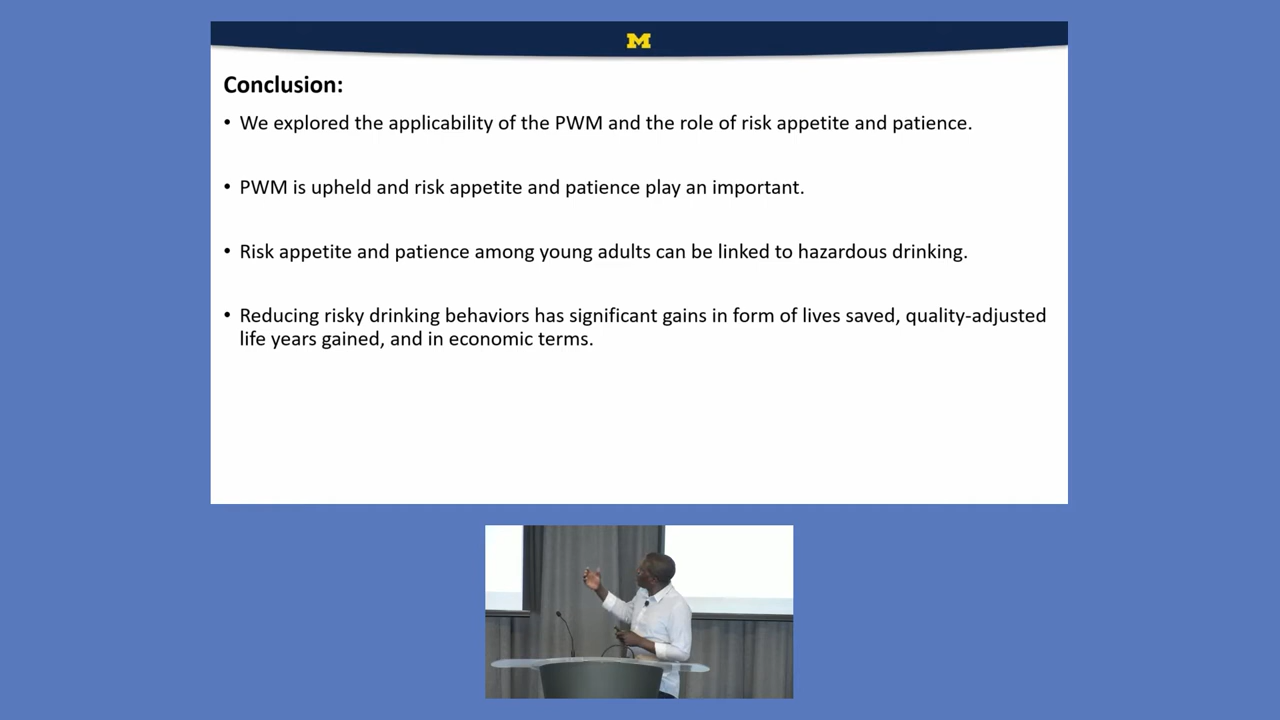 M
Conclusion:
• We explored the applicability of the PWM and the role of risk appetite and patience.
• PWM is upheld and risk appetite and patience play an important.
• Risk appetite and patience among young adults can be linked to hazardous drinking.
• Reducing risky drinking behaviors has significant gains in form of lives saved, quality-adjusted
life years gained, and in economic terms.